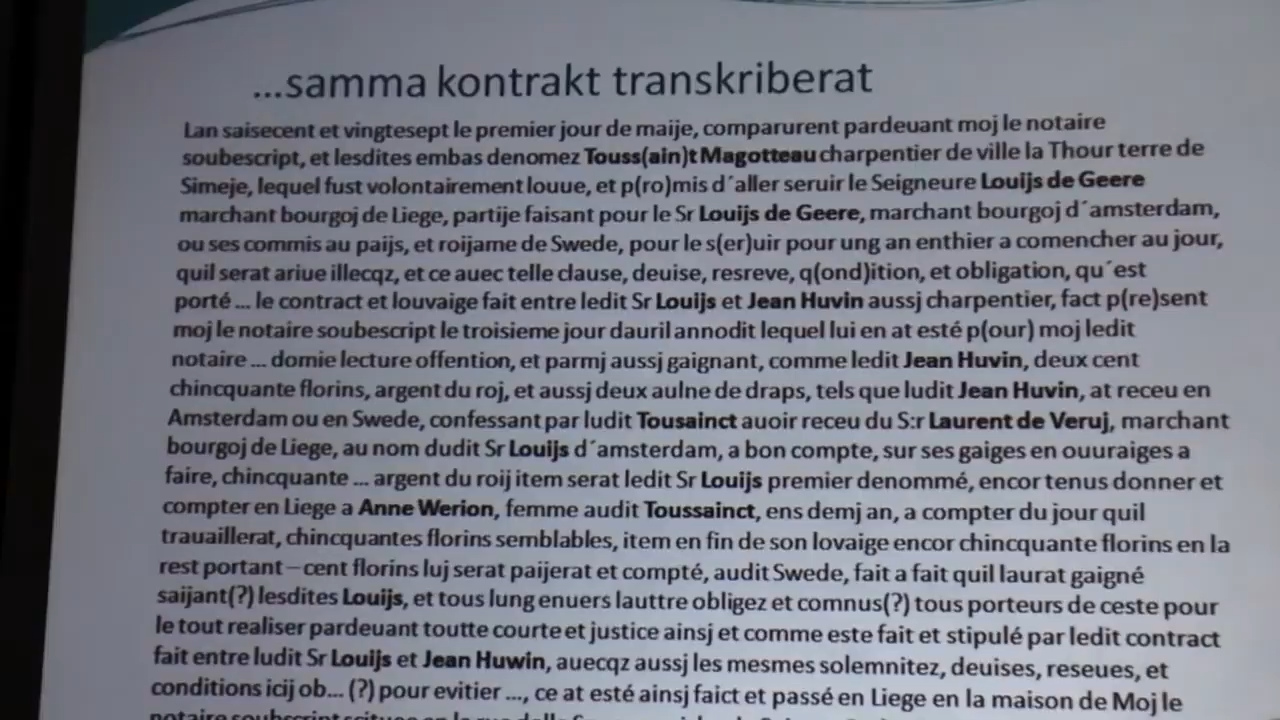 ...samma kontrakt transkriberat
Lan saisecent et vingtesept le premier jour de maije, comparurent pardeuant moj le notaire
soubescript, et lesdites embas denomez Touss(ain)t Magotteau charpentier de ville la Thour terre de
Simeje, lequel fust volontairement louue, et p(ro)mis d´aller seruir le Seigneure Louijs de Geere
marchant bourgoj de Liege, partije faisant pour le Sr Louijs de Geere, marchant bourgoj d´amsterdam,
ou ses commis au paijs, et roijame de Swede, pour le s(er)uir pour ung an enthier a comencher au jour,
quil serat ariue illecqz, et ce auec telle clause, deuise, resreve, q(ond)ition, et obligation, qu´est
porté ... le contract et louvaige fait entre ledit Sr Louijs et Jean Huvin aussj charpentier, fact p(re)sent
moj le notaire soubescript le troisieme jour dauril annodit lequel lui en at esté p(our) moj ledit
notaire ... domie lecture offention, et parmj aussj gaignant, comme ledit Jean Huvin, deux cent
chincquante florins, argent du roj, et aussj deux aulne de draps, tels que ludit Jean Huvin, at receu en
Amsterdam ou en Swede, confessant par ludit Tousainct auoir receu du S:r Laurent de Veruj, marchant
bourgoj de Liege, au nom dudit Sr Louijs d´amsterdam, a bon compte, sur ses gaiges en ouuraiges a
faire, chincquante ... argent du roij item serat ledit Sr Louijs premier denommé, encor tenus donner et
compter en Liege a Anne Werion, femme audit Toussainct, ens demj an, a compter du jour quil
trauaillerat, chincquantes florins semblables, item en fin de son lovaige encor chincquante florins en la
rest portant – cent florins luj serat paijerat et compté, audit Swede, fait a fait quil laurat gaigné
saijant(?) lesdites Louijs, et tous lung enuers lauttre obligez et comnus(?) tous porteurs de ceste pour
le tout realiser pardeuant toutte courte et justice ainsj et comme este fait et stipulé par ledit contract
fait entre ludit Sr Louijs et Jean Huwin, auecqz aussj les mesmes solemnitez, deuises, reseues, et
conditions icij ob... (?) pour evitier ..., ce at esté ainsj faict et passé en Liege en la maison de Moj le
notaire soubscript